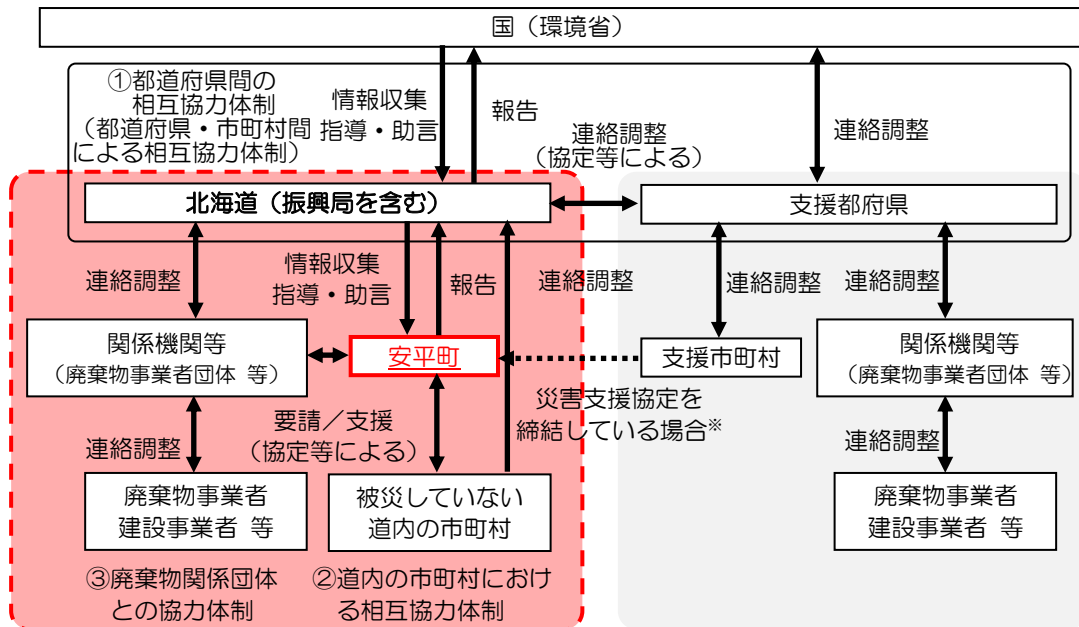 国（環境省）
①都道府県間の
相互協力体制
（都道府県・市町村間
による相互協力体制）
情報収集
指導・助言
報告
連絡調整
（協定等による）
連絡調整
北海道（振興局を含む）
支援都府県
連絡調整
情報収集
指導・助言
報告
連絡調整
連絡調整
連絡調整
関係機関等
（廃棄物事業者団体 等）
安平町
支援市町村
関係機関等
（廃棄物事業者団体 等）
災害支援協定を
締結している場合※
連絡調整
要請／支援
（協定等による）
連絡調整
廃棄物事業者
建設事業者 等
被災していない
道内の市町村
廃棄物事業者
建設事業者 等
③廃棄物関係団体
との協力体制
②道内の市町村におけ
る相互協力体制